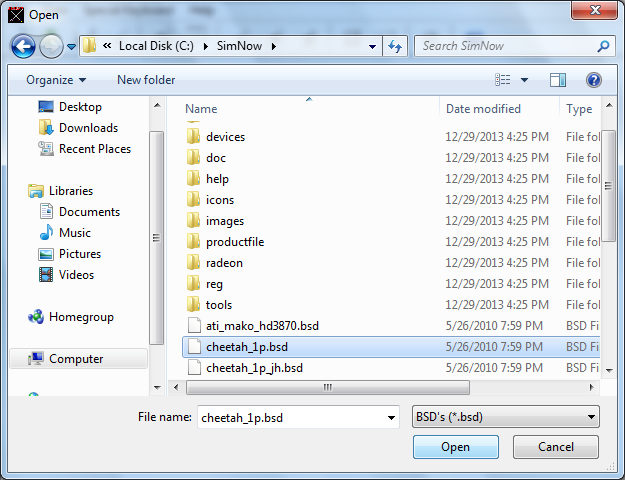 Open
Local Disk (C:) SimNow
Search SimNow
Organize New folder
Desktop
Downloads
Recent Places
Libraries
Documents
Music
Pictures
Videos
Homegroup
Computer
Name Date modified Type
devices 12/29/2013 4:25 PM File fol
doc 12/29/2013 4:25 PM File fol
help 12/29/2013 4:25 PM File fol
icons 12/29/2013 4:25 PM File fol
images 12/29/2013 4:25 PM File fol
productfile 12/29/2013 4:25 PM File fol
radeon 12/29/2013 4:25 PM File fol
reg 12/29/2013 4:25 PM File fol
tools 12/29/2013 4:25 PM File fol
ati_mako_hd3870.bsd 5/26/2010 7:59 PM BSD Fi
cheetah_1p.bsd 5/26/2010 7:59 PM BSD Fi
cheetah_1p_jh.bsd 5/26/2010 7:59 PM BSD Fi
File name: cheetah_1p.bsd BSD's (*.bsd)
Open Cancel